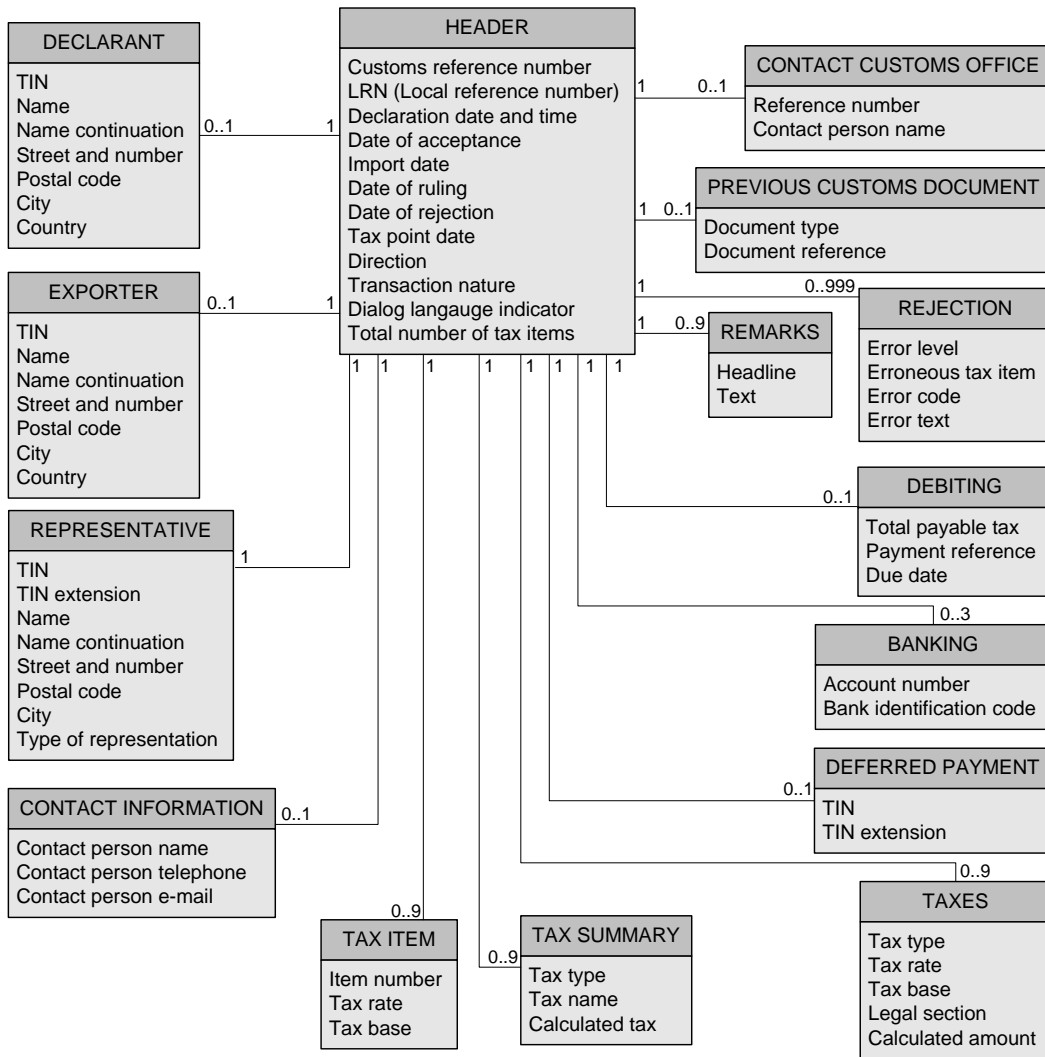 DECLARANT
TIN
Name
Name continuation
Street and number
Postal code
City
Country
0..1
1
HEADER
Customs reference number
LRN (Local reference number)
Declaration date and time
Date of acceptance
Import date
Date of ruling
Date of rejection
Tax point date
Direction
Transaction nature
Dialog langauge indicator
Total number of tax items
1
0..1
CONTACT CUSTOMS OFFICE
Reference number
Contact person name
1
0..1
PREVIOUS CUSTOMS DOCUMENT
Document type
Document reference
EXPORTER
TIN
Name
Name continuation
Street and number
Postal code
City
Country
0..1
1
1
0..999
REJECTION
Error level
Erroneous tax item
Error code
Error text
1
0..9
REMARKS
Headline
Text
1
1
1
1
1
1
1
1
REPRESENTATIVE
TIN
TIN extension
Name
Name continuation
Street and number
Postal code
City
Type of representation
1
0..1
DEBITING
Total payable tax
Payment reference
Due date
0..3
BANKING
Account number
Bank identification code
CONTACT INFORMATION
Contact person name
Contact person telephone
Contact person e-mail
0..1
0..1
DEFERRED PAYMENT
TIN
TIN extension
0..9
TAX ITEM
Item number
Tax rate
Tax base
0..9
TAX SUMMARY
Tax type
Tax name
Calculated tax
0..9
TAXES
Tax type
Tax rate
Tax base
Legal section
Calculated amount